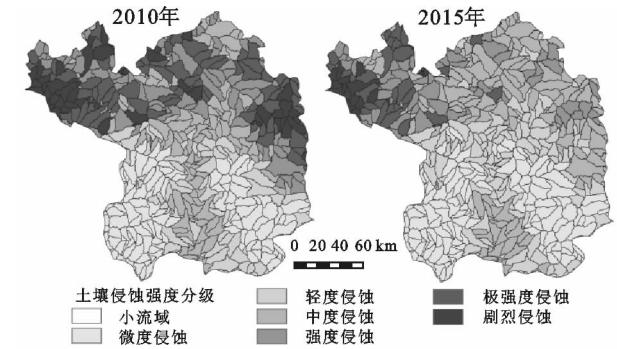 2010年
2015年
0 20 40 60 km
土壤侵蚀强度分级
小流域
微度侵蚀
轻度侵蚀
中度侵蚀
强度侵蚀
极强度侵蚀
剧烈侵蚀